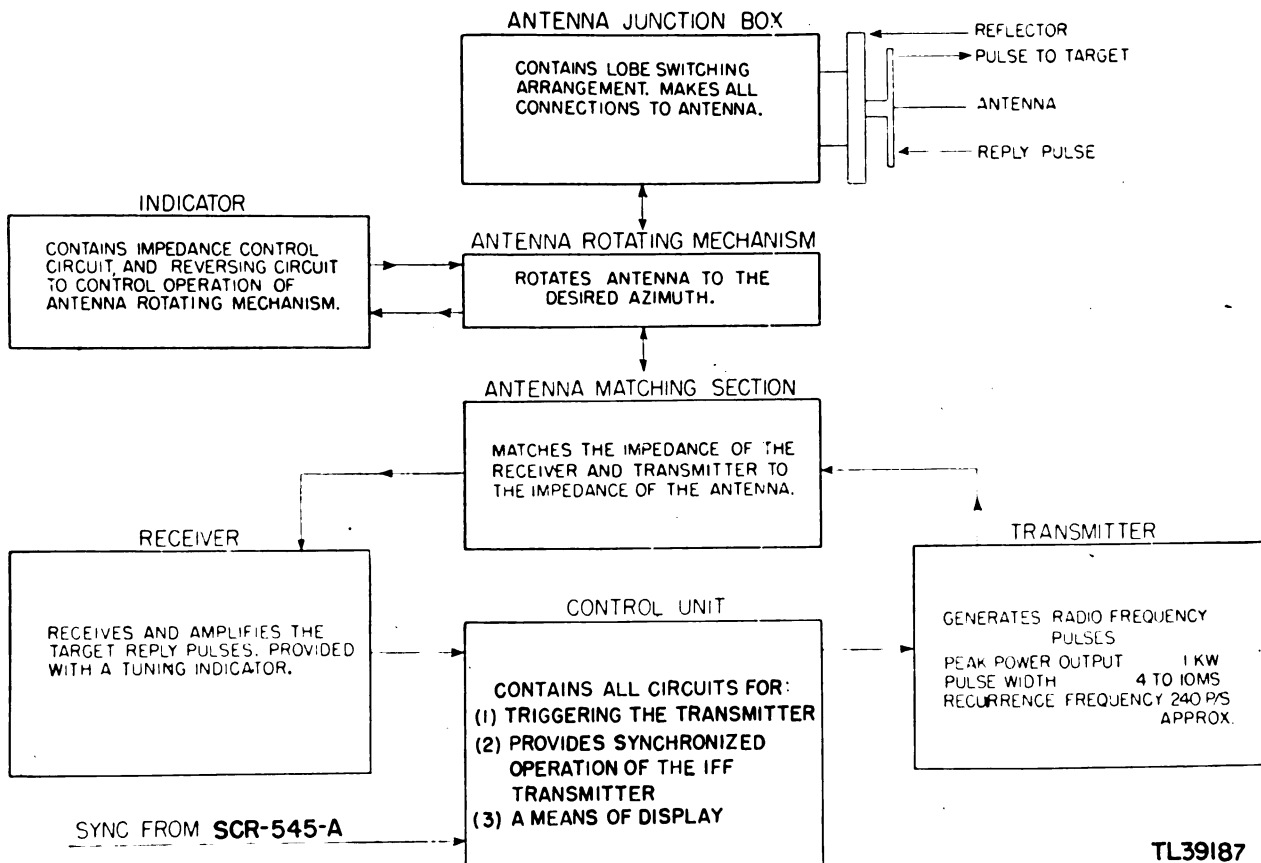 ANTENNA JUNCTION BOX
CONTAINS LOBE SWITCHING
ARRANGEMENT. MAKES ALL
CONNECTIONS TO ANTENNA.
REFLECTOR
PULSE TO TARGET
ANTENNA
REPLY PULSE
INDICATOR
CONTAINS IMPEDANCE CONTROL
CIRCUIT, AND REVERSING CIRCUIT
TO CONTROL OPERATION OF
ANTENNA ROTATING MECHANISM.
ANTENNA ROTATING MECHANISM
ROTATES ANTENNA TO THE
DESIRED AZIMUTH.
ANTENNA MATCHING SECTION
MATCHES THE IMPEDANCE OF THE
RECEIVER AND TRANSMITTER TO
THE IMPEDANCE OF THE ANTENNA.
RECEIVER
RECEIVES AND AMPLIFIES THE
TARGET REPLY PULSES. PROVIDED
WITH A TUNING INDICATOR.
CONTROL UNIT
CONTAINS ALL CIRCUITS FOR:
(1) TRIGGERING THE TRANSMITTER
(2) PROVIDES SYNCHRONIZED
OPERATION OF THE IFF
TRANSMITTER
(3) A MEANS OF DISPLAY
TRANSMITTER
GENERATES RADIO FREQUENCY
PULSES
PEAK POWER OUTPUT 1 KW
PULSE WIDTH 4 TO 10MS
RECURRENCE FREQUENCY 240 P/S
APPROX.
SYNC FROM SCR-545-A
TL39187